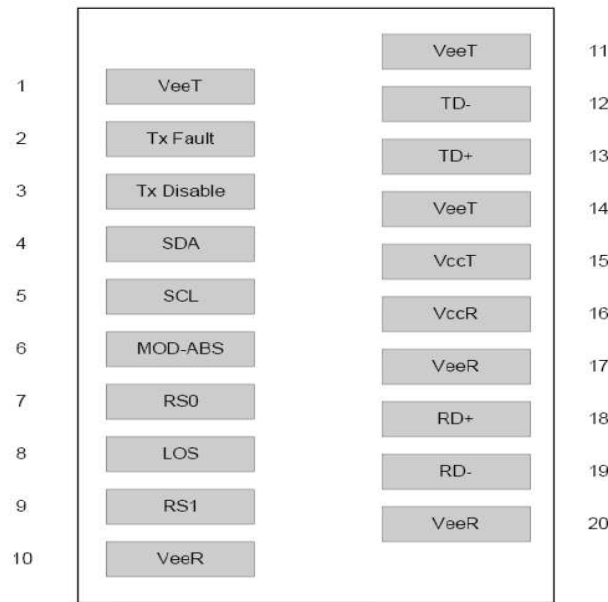 1 VeeT
2 Tx Fault
3 Tx Disable
4 SDA
5 SCL
6 MOD-ABS
7 RS0
8 LOS
9 RS1
10 VeeR
VeeT 11
TD- 12
TD+ 13
VeeT 14
VccT 15
VccR 16
VeeR 17
RD+ 18
RD- 19
VeeR 20